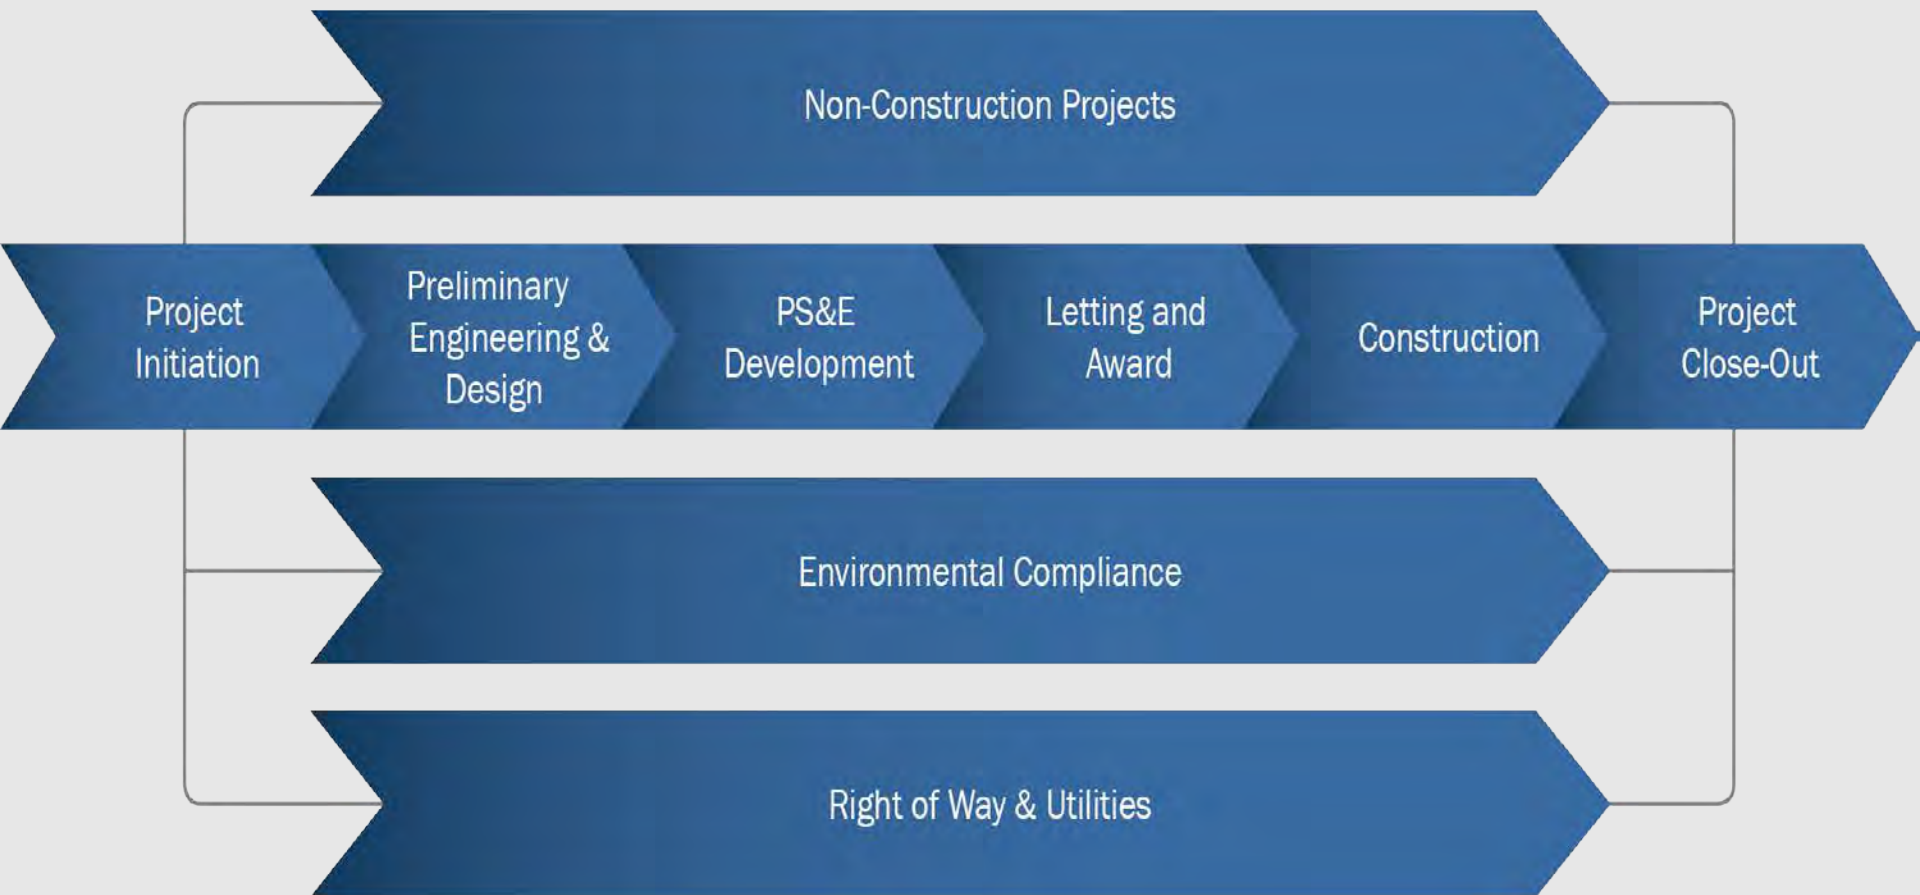 Non-Construction Projects
Project
Initiation
Preliminary
Engineering &
Design
PS&E
Development
Letting and
Award
Construction
Project
Close-Out
Environmental Compliance
Right of Way & Utilities